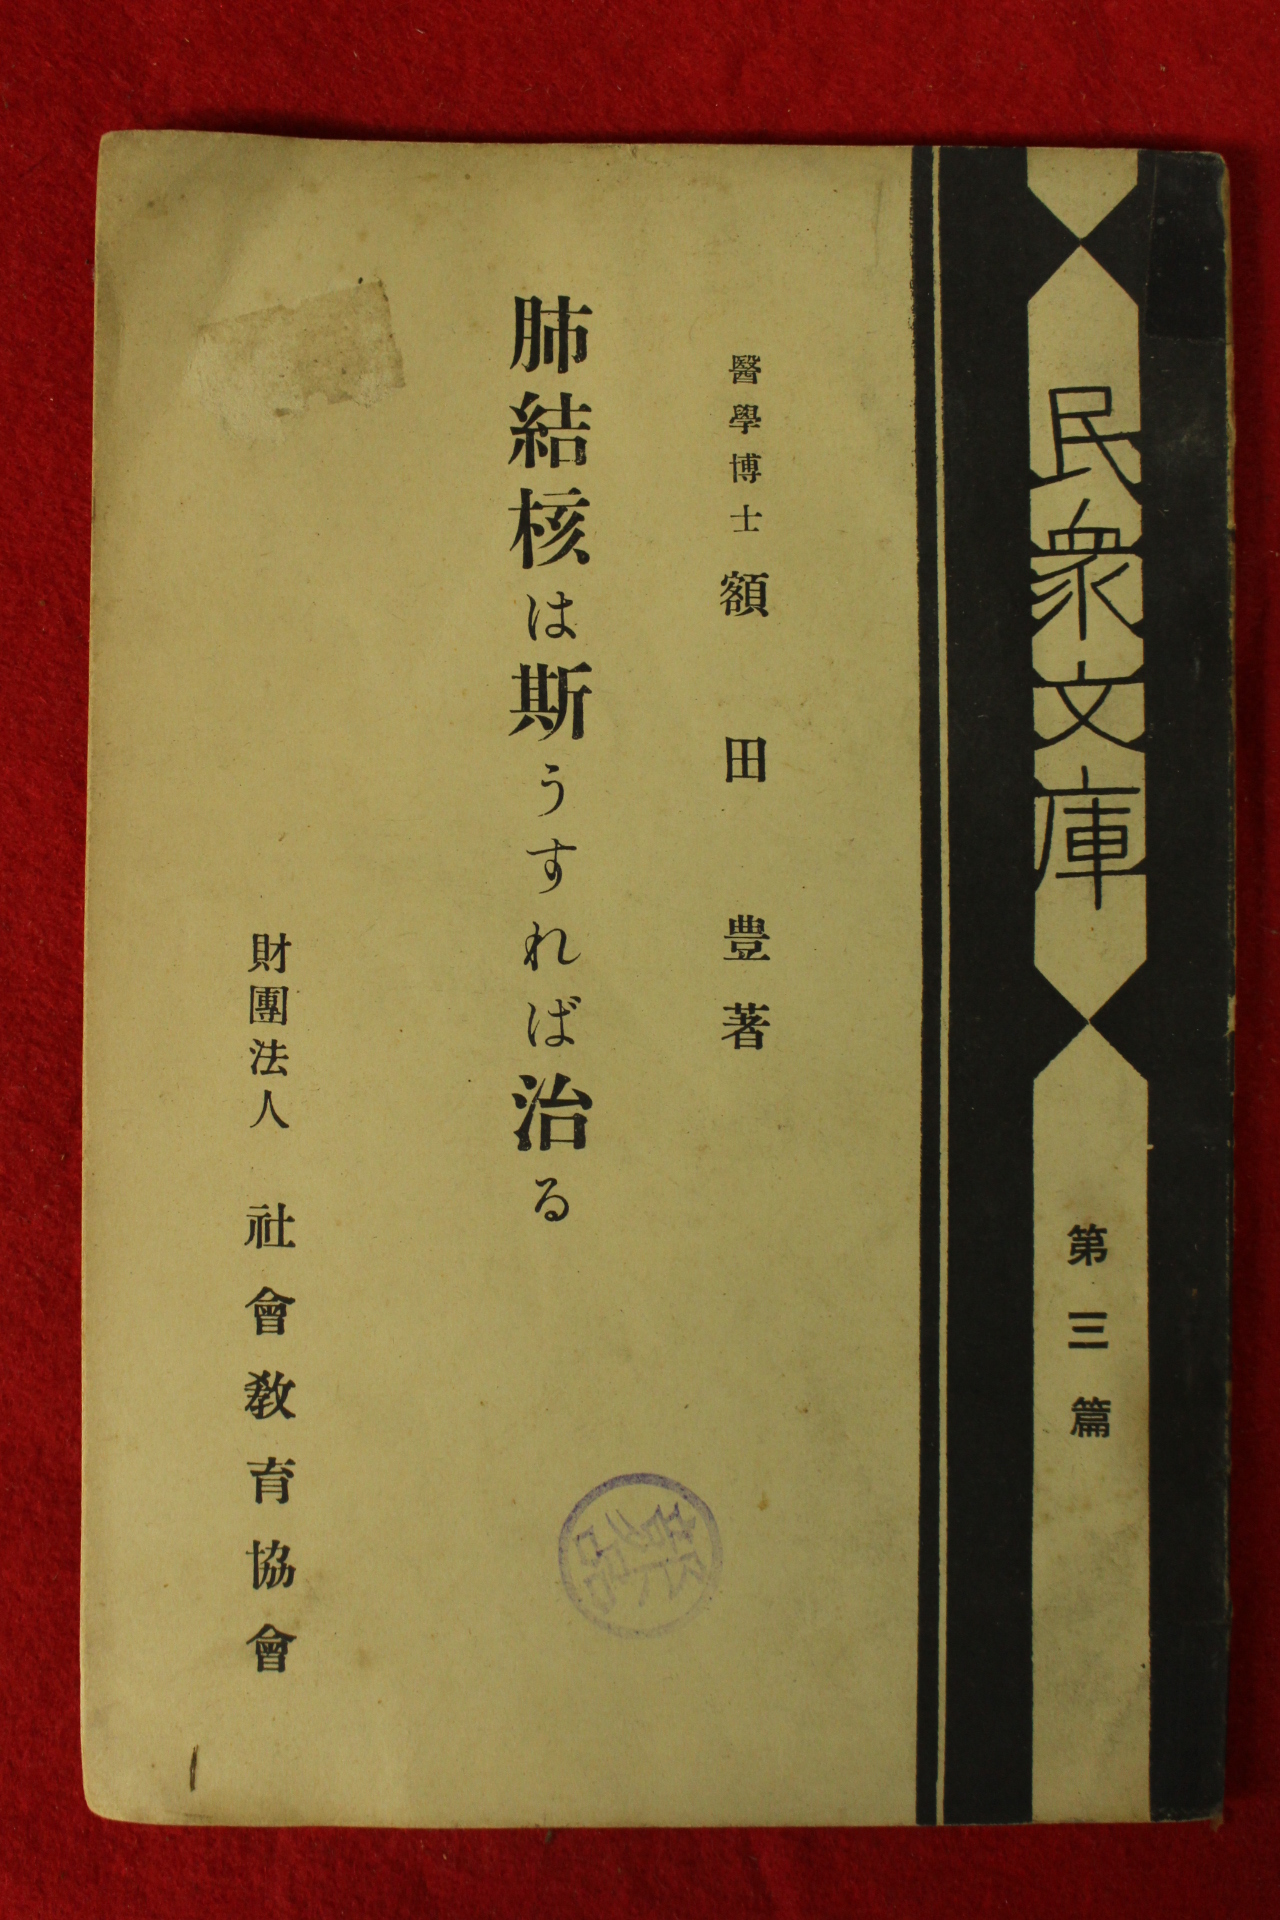 民衆文庫
第三篇
醫學博士 額田豊著
肺結核は斯うすれば治る
財團法人 社會敎育協會